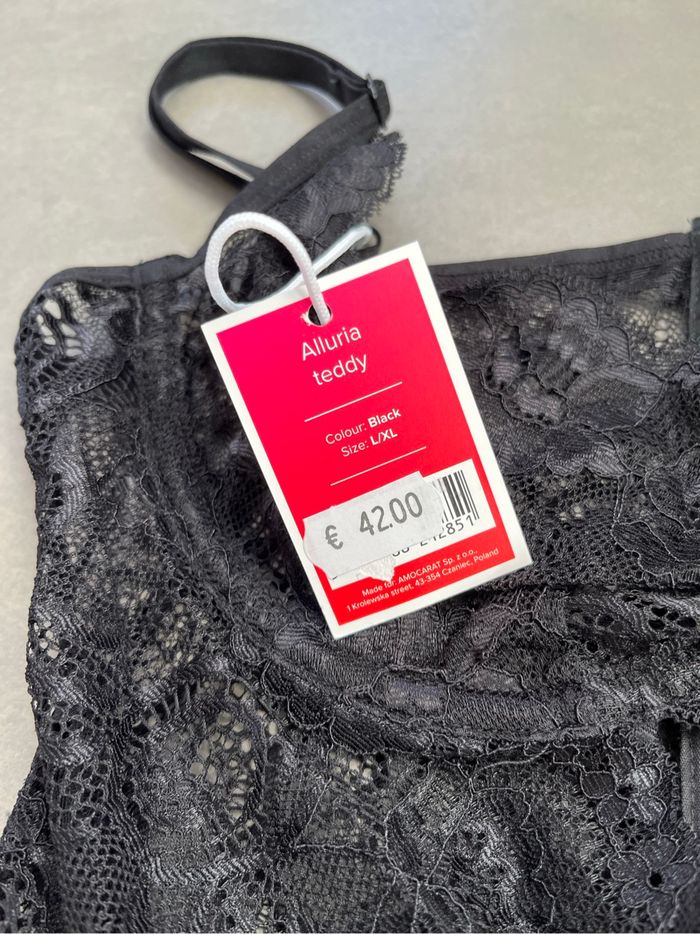 Alluria
teddy
Colour: Black
Size: L/XL
€ 42.00
242851
Made for: AMOCARAT Sp. z o.o.,
1 Krolewska street, 43-354 Czaniec, Poland